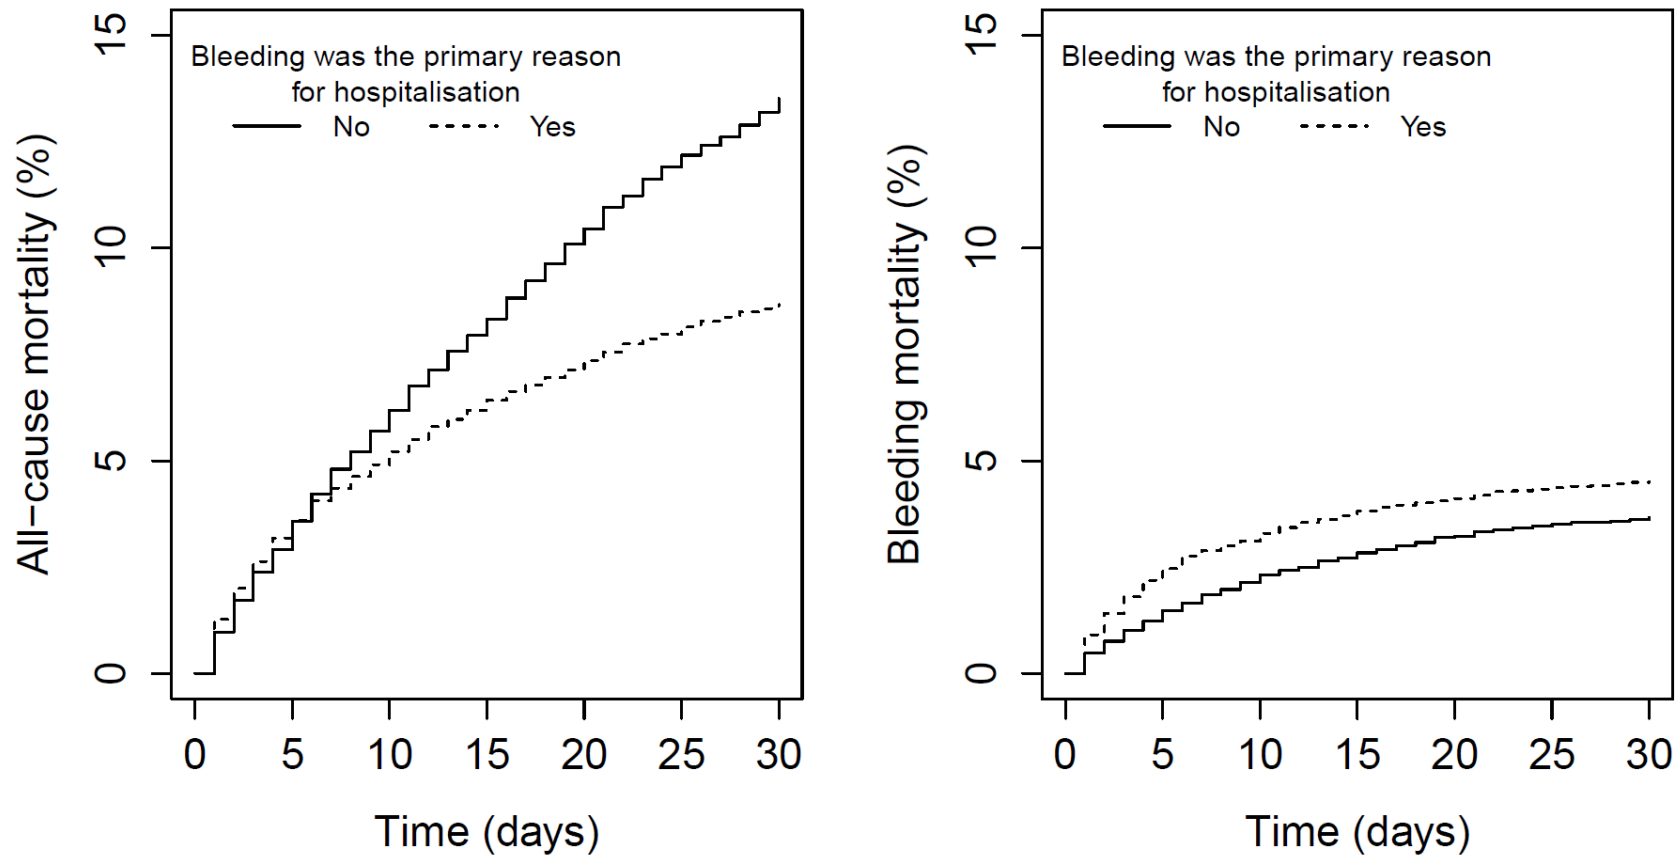 All−cause mortality (%)
15
10
5
0
Bleeding was the primary reason
for hospitalisation
No Yes
0 5 10 15 20 25 30
Time (days)
Bleeding mortality (%)
15
10
5
0
Bleeding was the primary reason
for hospitalisation
No Yes
0 5 10 15 20 25 30
Time (days)